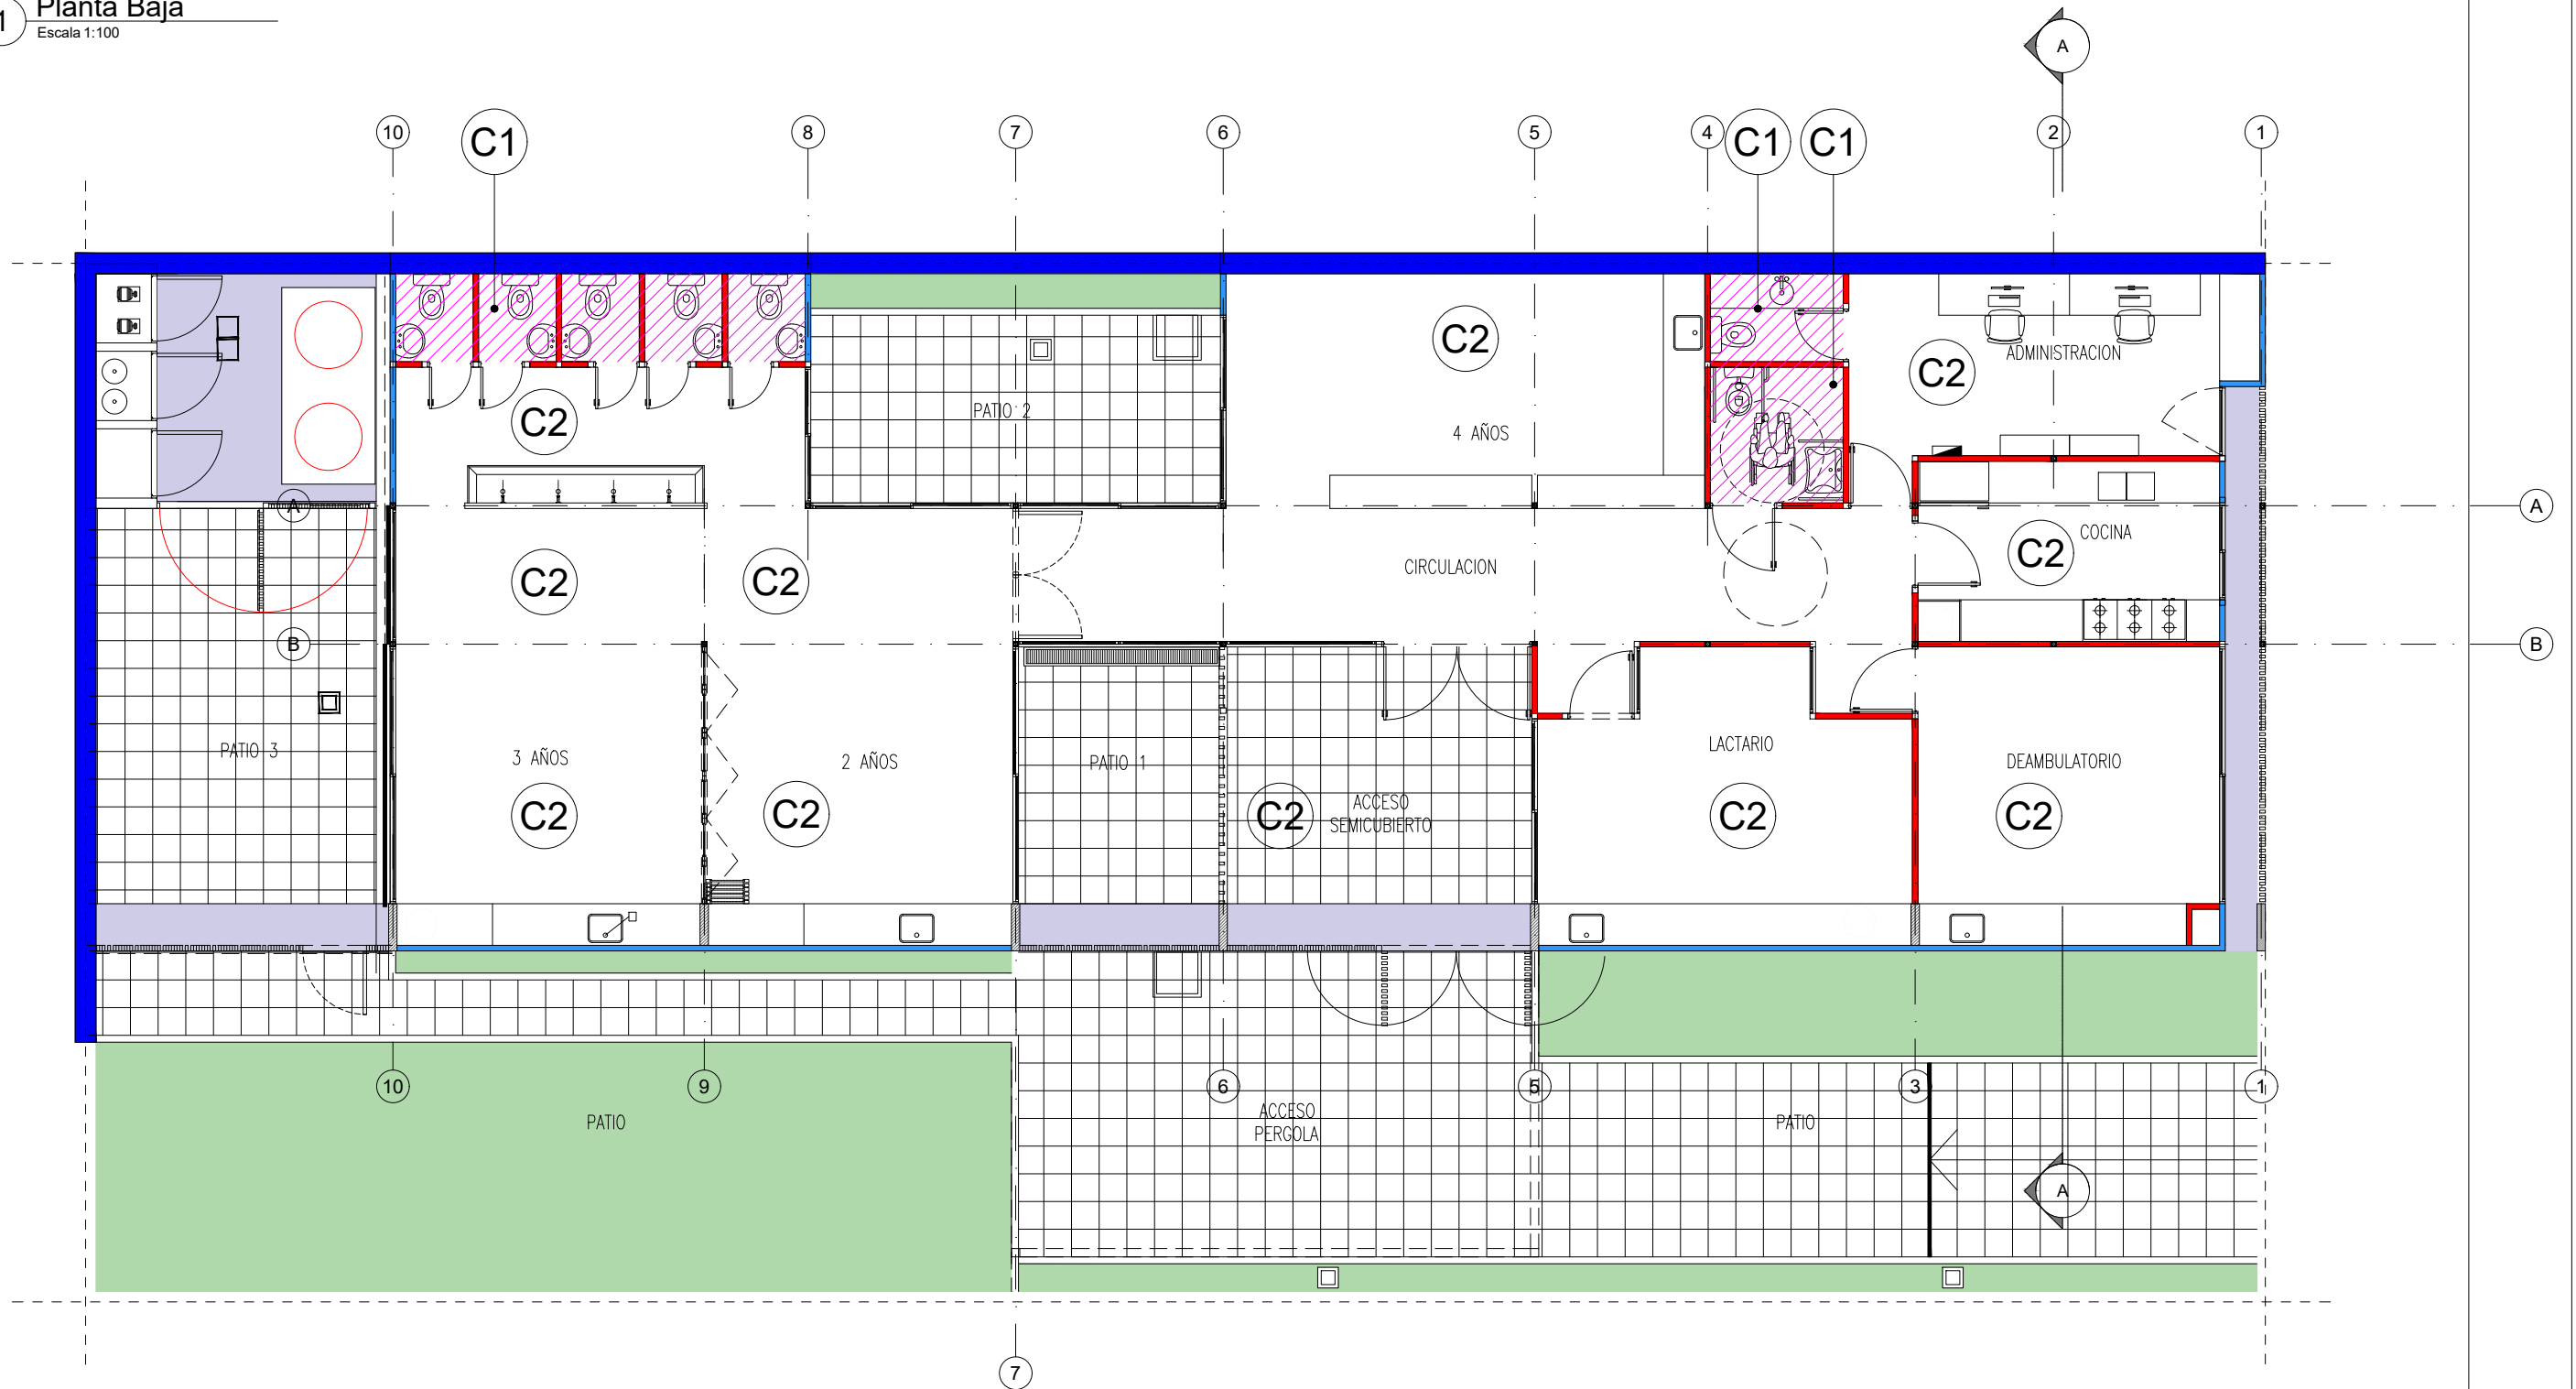 1 Planta Baja
Escala 1:100
A
10 C1 8 7 6 5 4 C1 C1 2 1
C2 C2 ADMINISTRACION
C2
PATIO 2
C2 4 AÑOS
A A
COCINA
C2 C2 CIRCULACION C2
B B
PATIO 3 3 AÑOS 2 AÑOS PATIO 1 LACTARIO DEAMBULATORIO
C2 C2 C2 ACCESO
SEMICUBIERTO C2 C2
10 9 6 5 3 1
PATIO ACCESO
PERGOLA PATIO
A
7